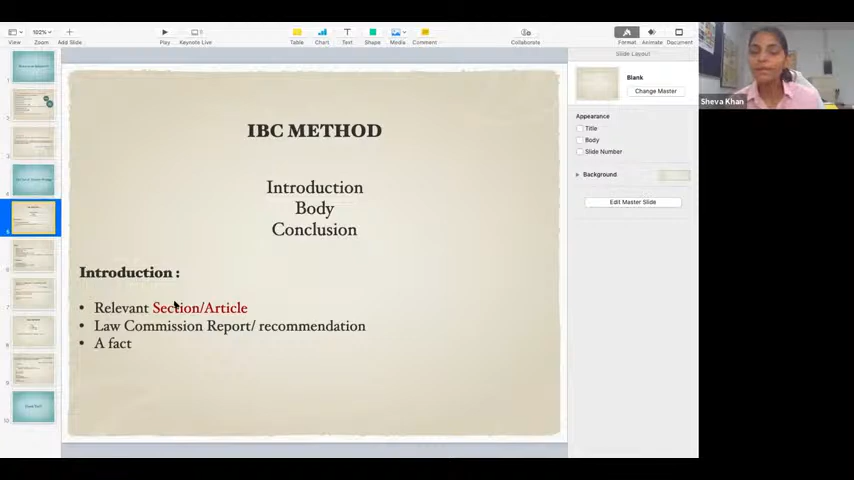 102%
View
Zoom
Add Slide
Play
Keynote Live
Table
Chart
Text
Shape
Media
Comment
Collaborate
Format
Animate
Document
Slide Layout
Blank
Change Master
Appearance
Title
Body
Slide Number
Background
Edit Master Slide
Sheva Khan
IBC METHOD
Introduction
Body
Conclusion
Introduction :
• Relevant Section/Article
• Law Commission Report/ recommendation
• A fact